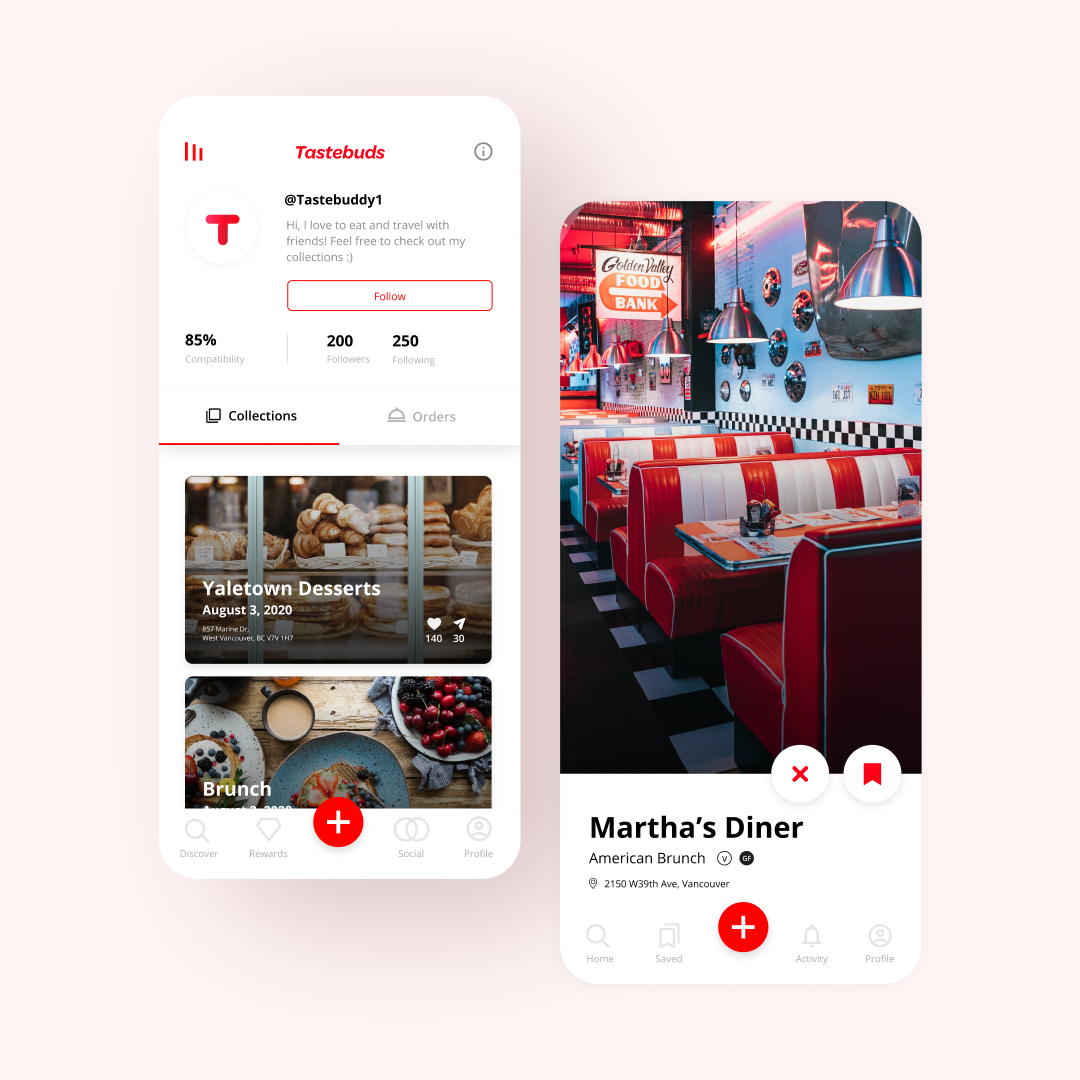 Tastebuds
@Tastebuddy1
Hi, I love to eat and travel with
friends! Feel free to check out my
collections :)
Follow
85%
Compatibility
200
Followers
250
Following
Collections
Orders
Yaletown Desserts
August 3, 2020
857 Marine Dr,
West Vancouver, BC V7V 1H7
140
30
Brunch
Discover
Rewards
Social
Profile
Golden Valley
FOOD
BANK
Martha’s Diner
American Brunch V GF
2150 W39th Ave, Vancouver
Home
Saved
Activity
Profile